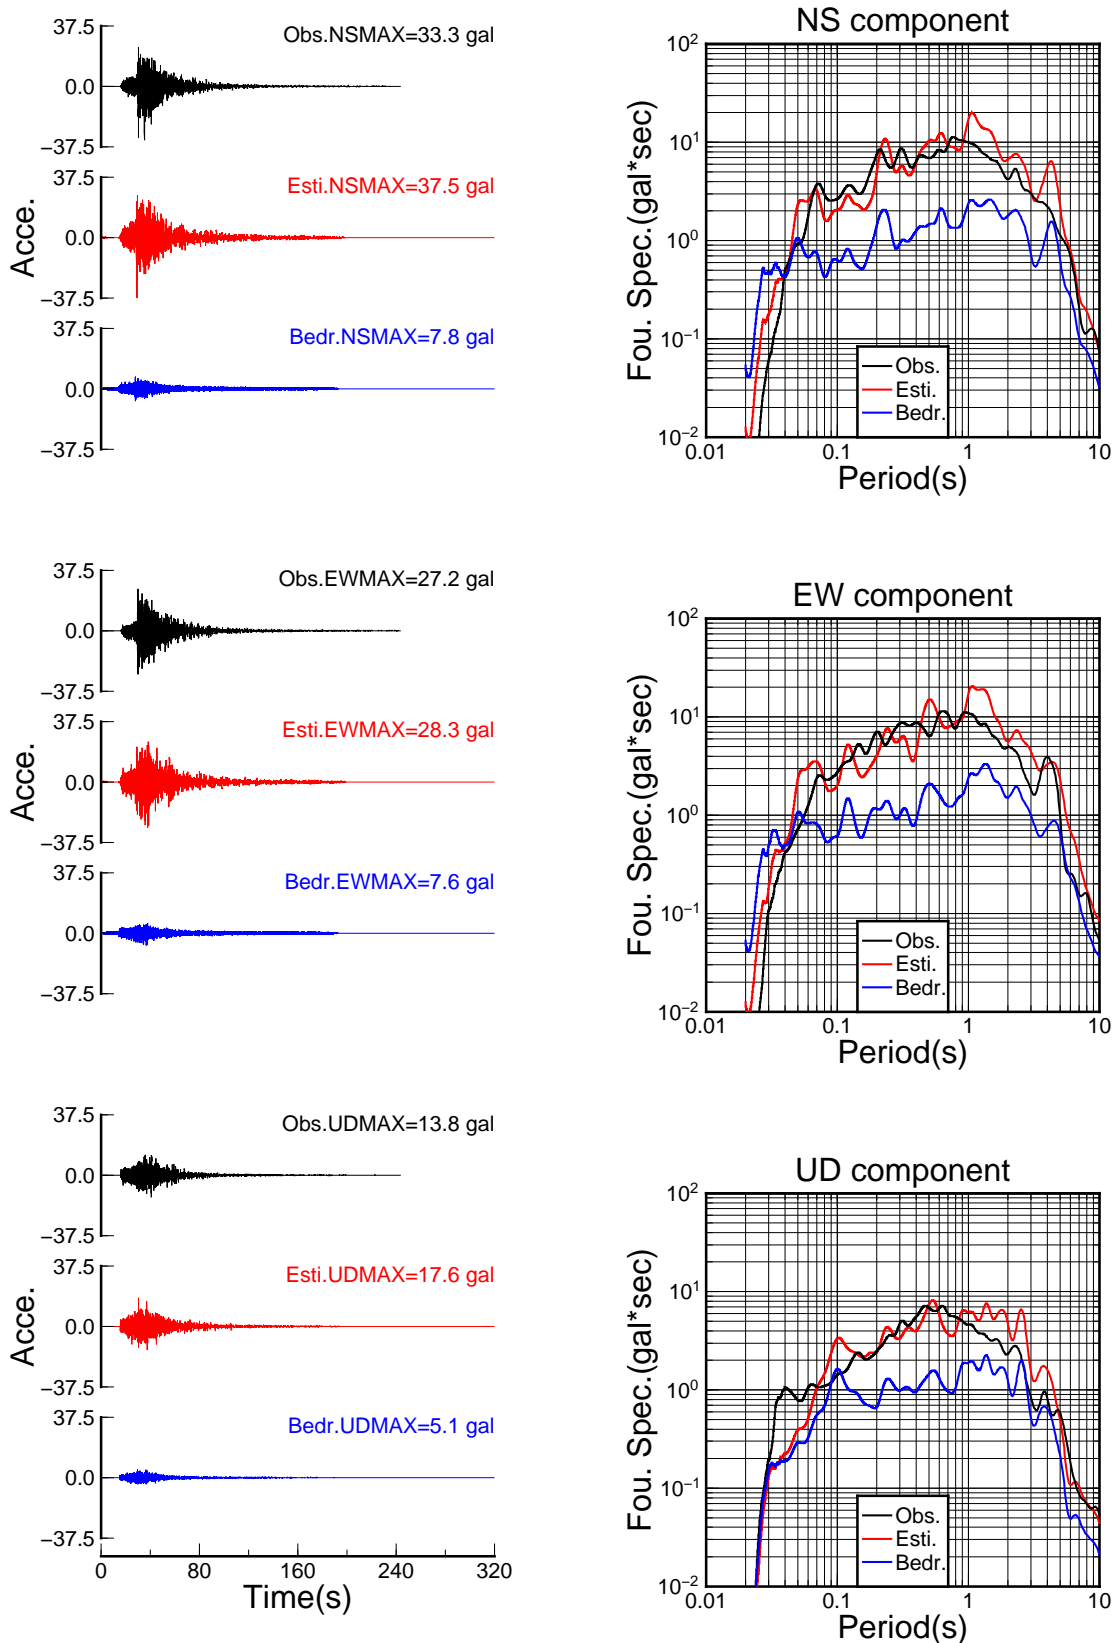 NS component
37.5
Obs.NSMAX=33.3 gal
0.0
−37.5
37.5
Esti.NSMAX=37.5 gal
0.0
−37.5
37.5
Bedr.NSMAX=7.8 gal
0.0
−37.5
Acce.
10²
10¹
10⁰
10⁻¹
10⁻²
Fou. Spec.(gal*sec)
Obs.
Esti.
Bedr.
0.01 0.1 1 10
Period(s)
EW component
37.5
Obs.EWMAX=27.2 gal
0.0
−37.5
37.5
Esti.EWMAX=28.3 gal
0.0
−37.5
37.5
Bedr.EWMAX=7.6 gal
0.0
−37.5
Acce.
10²
10¹
10⁰
10⁻¹
10⁻²
Fou. Spec.(gal*sec)
Obs.
Esti.
Bedr.
0.01 0.1 1 10
Period(s)
UD component
37.5
Obs.UDMAX=13.8 gal
0.0
−37.5
37.5
Esti.UDMAX=17.6 gal
0.0
−37.5
37.5
Bedr.UDMAX=5.1 gal
0.0
−37.5
Acce.
0 80 160 240 320
Time(s)
10²
10¹
10⁰
10⁻¹
10⁻²
Fou. Spec.(gal*sec)
Obs.
Esti.
Bedr.
0.01 0.1 1 10
Period(s)